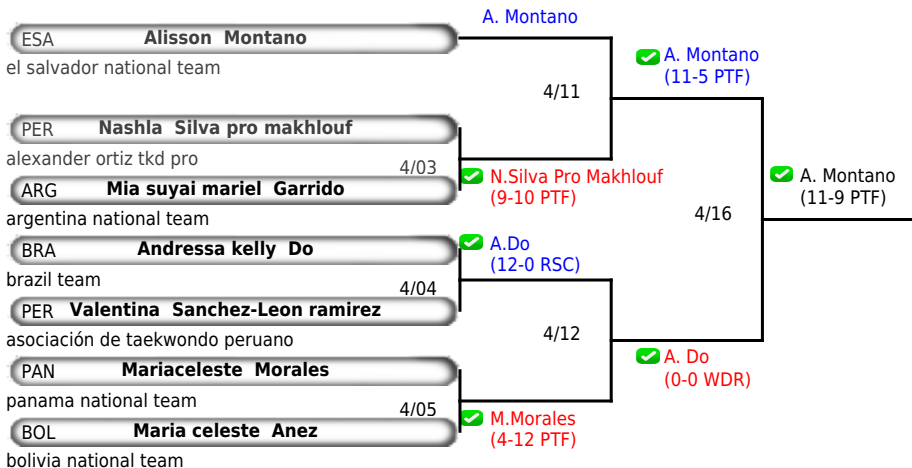 A. Montano
ESA Alisson Montano
el salvador national team
A. Montano
(11-5 PTF)
4/11
PER Nashla Silva pro makhlouf
alexander ortiz tkd pro
4/03
N.Silva Pro Makhlouf
(9-10 PTF)
ARG Mia suyai mariel Garrido
argentina national team
A. Montano
(11-9 PTF)
4/16
BRA Andressa kelly Do
brazil team
A.Do
(12-0 RSC)
4/04
PER Valentina Sanchez-Leon ramirez
asociación de taekwondo peruano
4/12
A. Do
(0-0 WDR)
PAN Mariaceleste Morales
panama national team
4/05
M.Morales
(4-12 PTF)
BOL Maria celeste Anez
bolivia national team